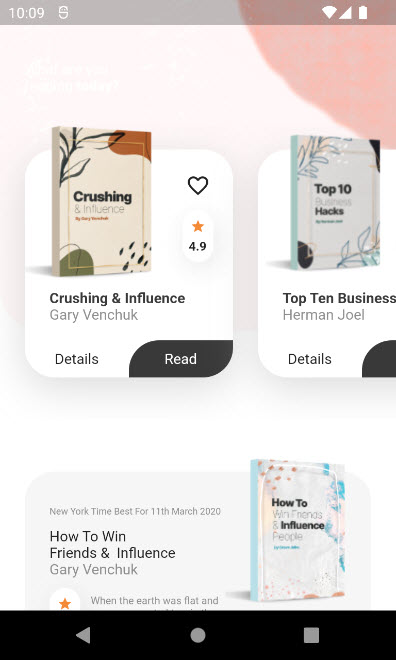 10:09
What are you
reading today?
Crushing
& Influence
By Gary Venchuk
4.9
Crushing & Influence
Gary Venchuk
Details
Read
Top 10
Business
Hacks
By Herman Joel
Top Ten Business
Herman Joel
Details
New York Time Best For 11th March 2020
How To Win
Friends & Influence
Gary Venchuk
When the earth was flat and
How To
Win Friends
& Influence
People